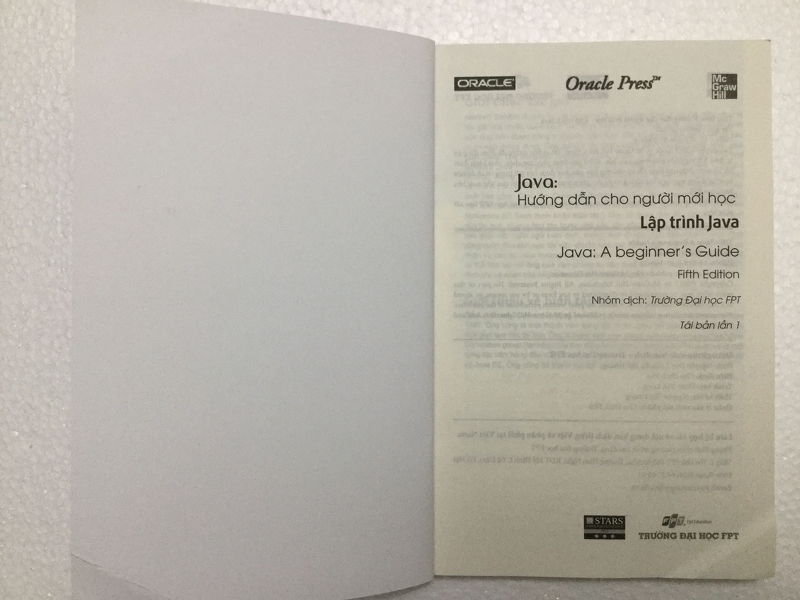 ORACLE
Oracle Press™
Mc
Graw
Hill
Java:
Hướng dẫn cho người mới học
Lập trình Java
Java: A beginner's Guide
Fifth Edition
Nhóm dịch: Trường Đại học FPT
Tái bản lần 1
STARS
FPT
TRƯỜNG ĐẠI HỌC FPT